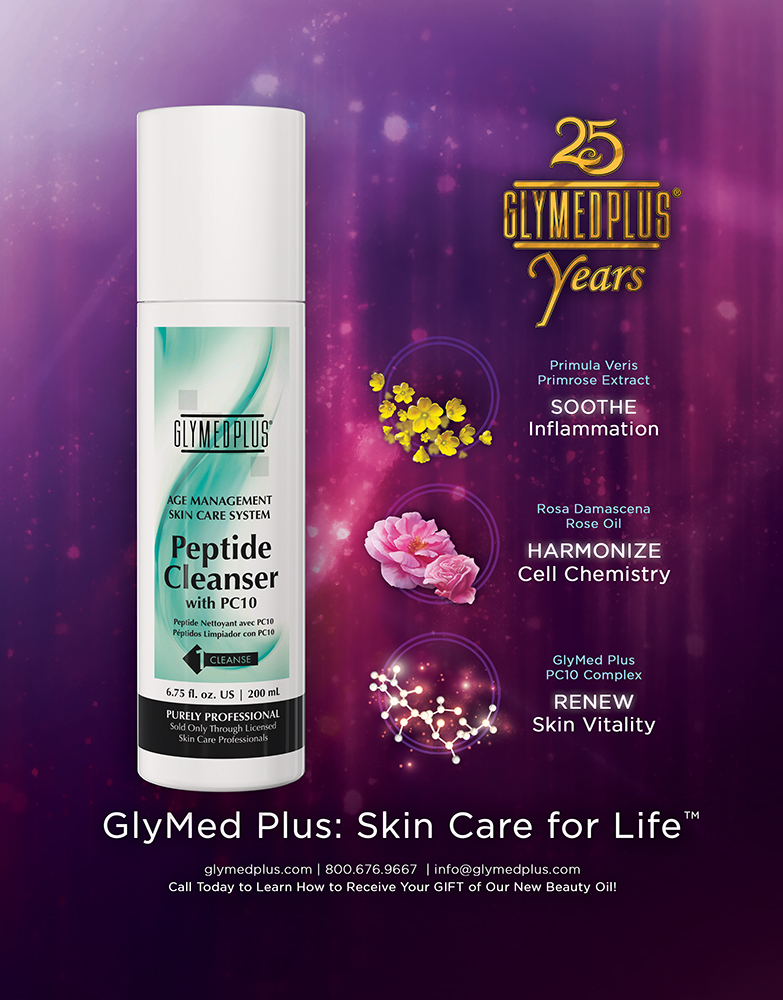 25
GLYMEDPLUS®
Years
GLYMEDPLUS®
AGE MANAGEMENT
SKIN CARE SYSTEM
Peptide
Cleanser
with PC10
Peptide Nettoyant avec PC10
Péptidos Limpiador con PC10
1 CLEANSE
6.75 fl. oz. US | 200 mL
PURELY PROFESSIONAL
Sold Only Through Licensed
Skin Care Professionals
Primula Veris
Primrose Extract
SOOTHE
Inflammation
Rosa Damascena
Rose Oil
HARMONIZE
Cell Chemistry
GlyMed Plus
PC10 Complex
RENEW
Skin Vitality
GlyMed Plus: Skin Care for Life™
glymedplus.com | 800.676.9667 | info@glymedplus.com
Call Today to Learn How to Receive Your GIFT of Our New Beauty Oil!